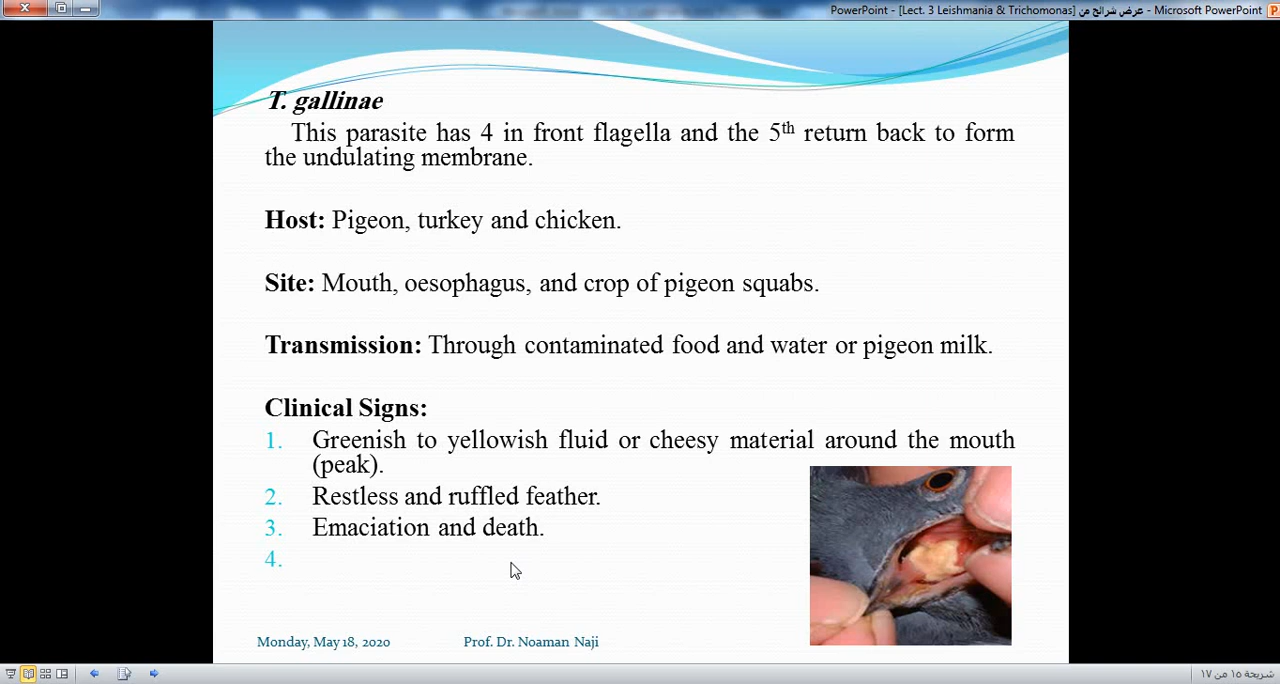 PowerPoint - [Lect. 3 Leishmania & Trichomonas] عرض شرائح من - Microsoft PowerPoint
T. gallinae
This parasite has 4 in front flagella and the 5th return back to form
the undulating membrane.
Host: Pigeon, turkey and chicken.
Site: Mouth, oesophagus, and crop of pigeon squabs.
Transmission: Through contaminated food and water or pigeon milk.
Clinical Signs:
1. Greenish to yellowish fluid or cheesy material around the mouth
(peak).
2. Restless and ruffled feather.
3. Emaciation and death.
4.
Monday, May 18, 2020 Prof. Dr. Noaman Naji
شريحة ١٥ من ١٧